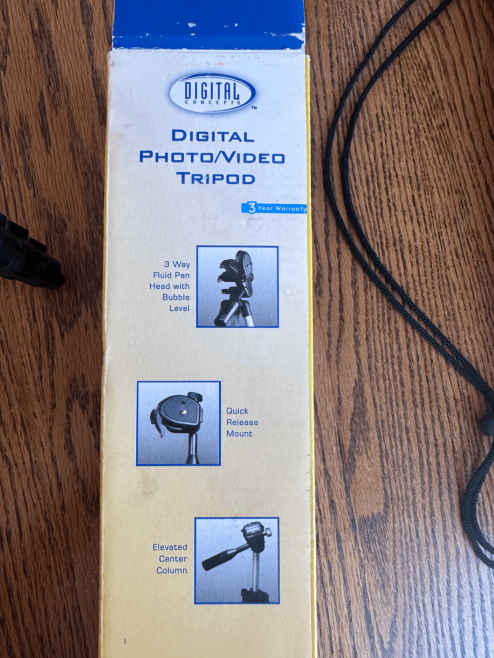 DIGITAL
CONCEPTS
TM
DIGITAL
PHOTO/VIDEO
TRIPOD
3 Year Warranty
3 Way
Fluid Pan
Head with
Bubble
Level
Quick
Release
Mount
Elevated
Center
Column